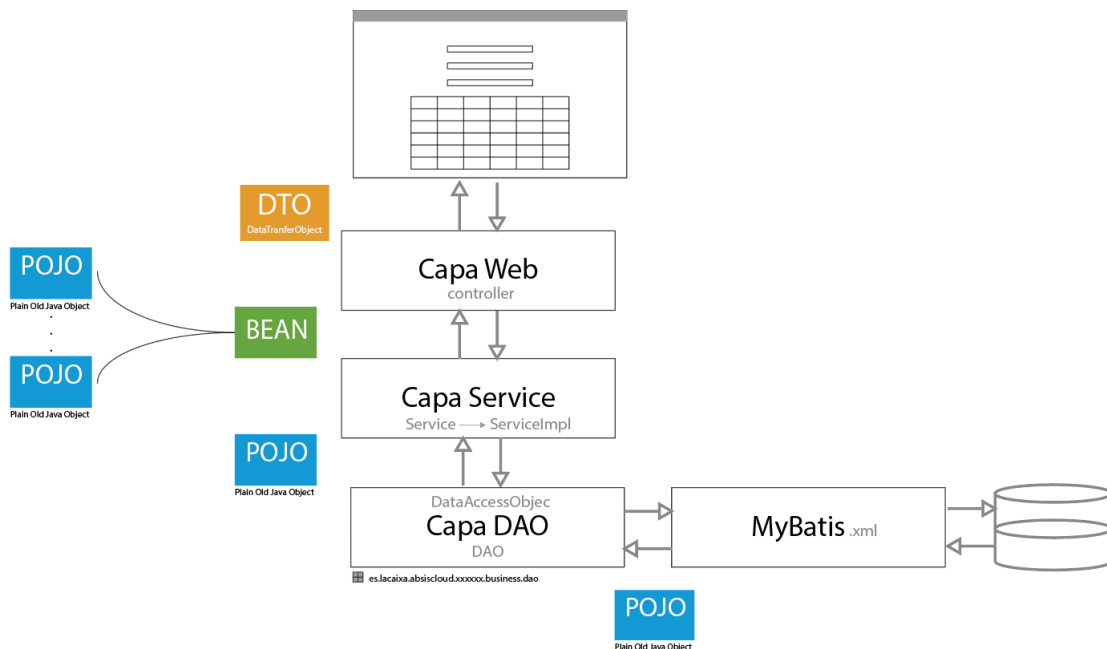 DTO
DataTranferObject
POJO
Plain Old Java Object
.
.
.
POJO
Plain Old Java Object
BEAN
Capa Web
controller
Capa Service
Service ServiceImpl
POJO
Plain Old Java Object
DataAccessObjec
Capa DAO
DAO
es.lacaixa.absiscloud.xxxxxx.business.dao
MyBatis .xml
POJO
Plain Old Java Object